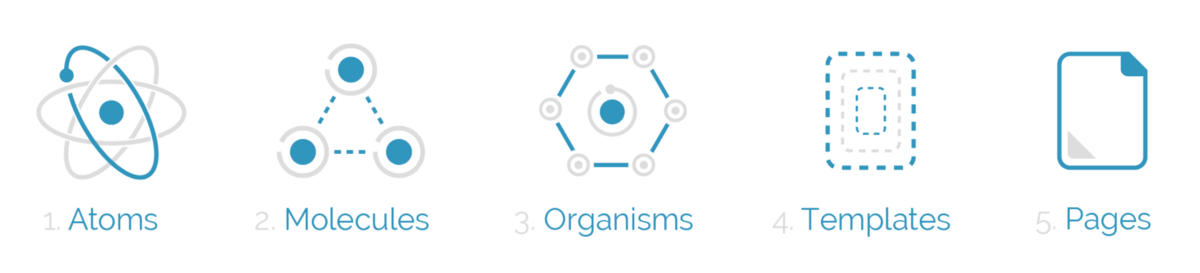 1. Atoms 2. Molecules 3. Organisms 4. Templates 5. Pages